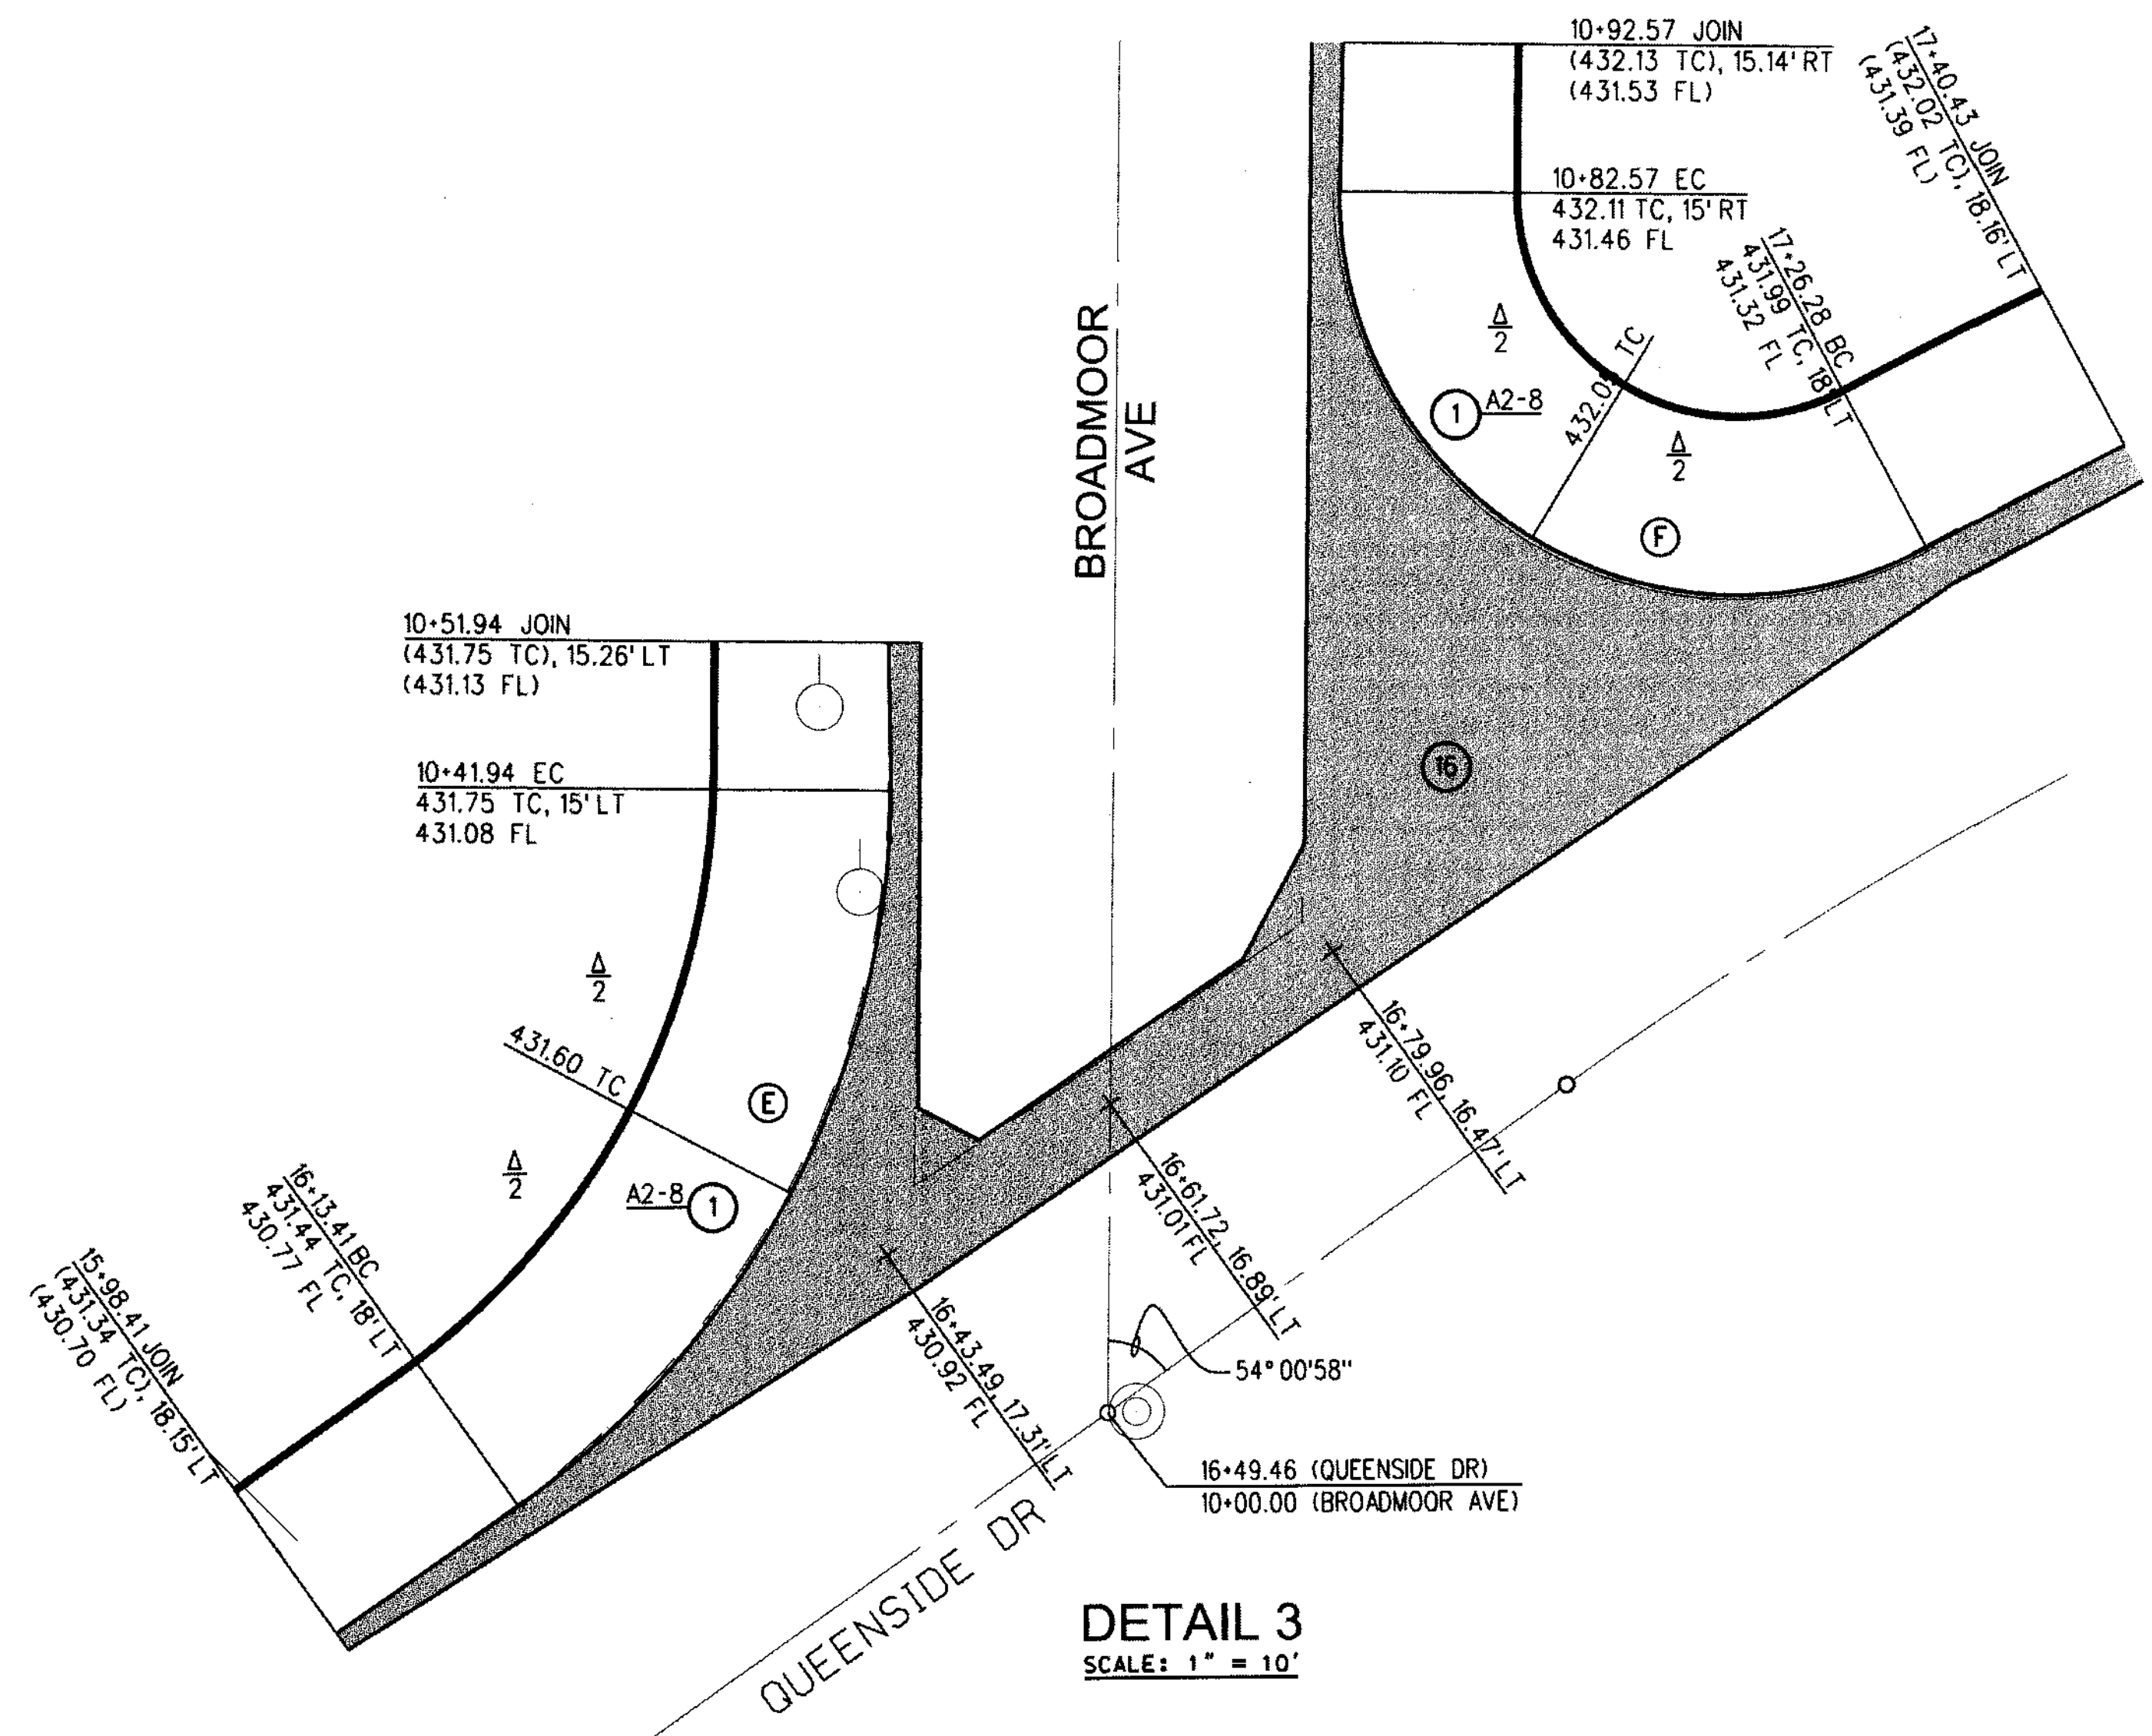 10+92.57 JOIN
(432.13 TC), 15.14' RT
(431.53 FL)
17+40.43 JOIN
(432.02 TC), 18.16' LT
(431.39 FL)
10+82.57 EC
432.11 TC, 15' RT
431.46 FL
17+26.28 BC
431.99 TC, 18' LT
431.32 FL
Δ
2
TC
1 A2-8
Δ
2
F
BROADMOOR
AVE
10+51.94 JOIN
(431.75 TC), 15.26' LT
(431.13 FL)
10+41.94 EC
431.75 TC, 15' LT
431.08 FL
16
Δ
2
431.60 TC
E
Δ
2
A2-8 1
16+13.41 BC
431.44 TC, 18' LT
430.77 FL
15+98.41 JOIN
(431.34 TC), 18.15' LT
(430.70 FL)
16+79.96, 16.47' LT
431.10 FL
16+61.72, 16.89' LT
431.01 FL
16+43.49, 17.31' LT
430.92 FL
54°00'58"
16+49.46 (QUEENSIDE DR)
10+00.00 (BROADMOOR AVE)
QUEENSIDE DR
DETAIL 3
SCALE: 1" = 10'